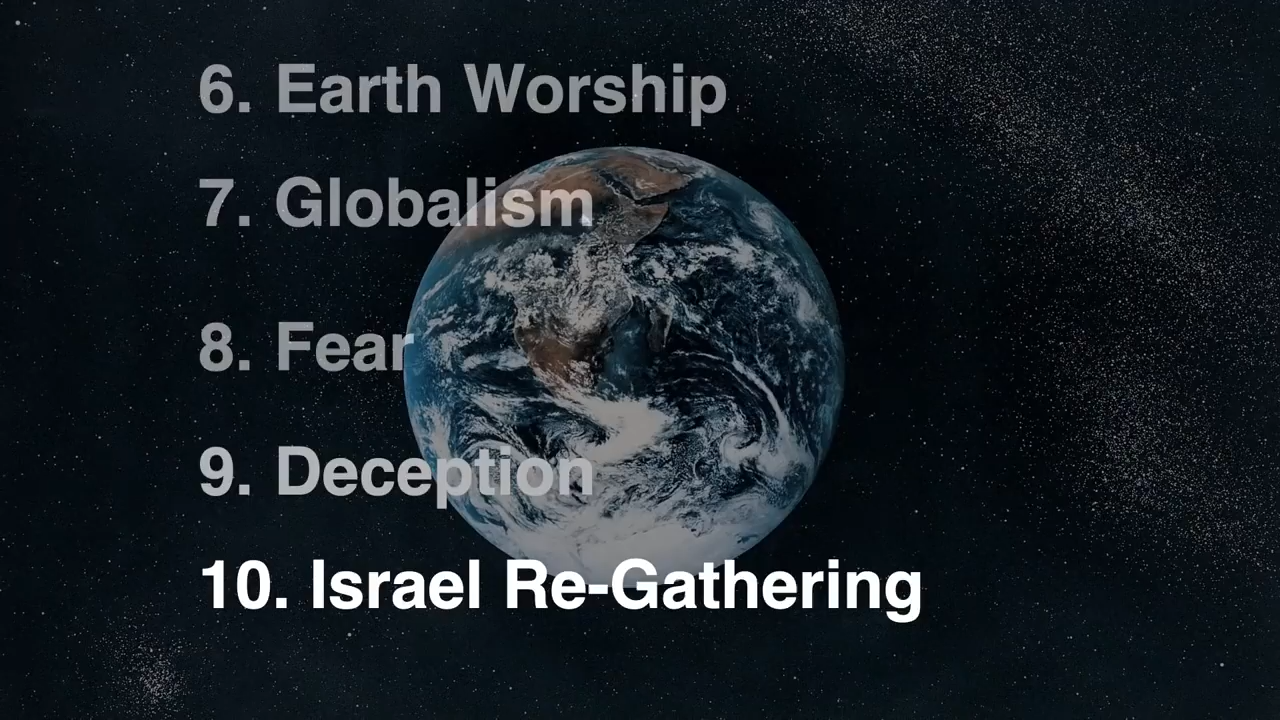 6. Earth Worship
7. Globalism
8. Fear
9. Deception
10. Israel Re-Gathering